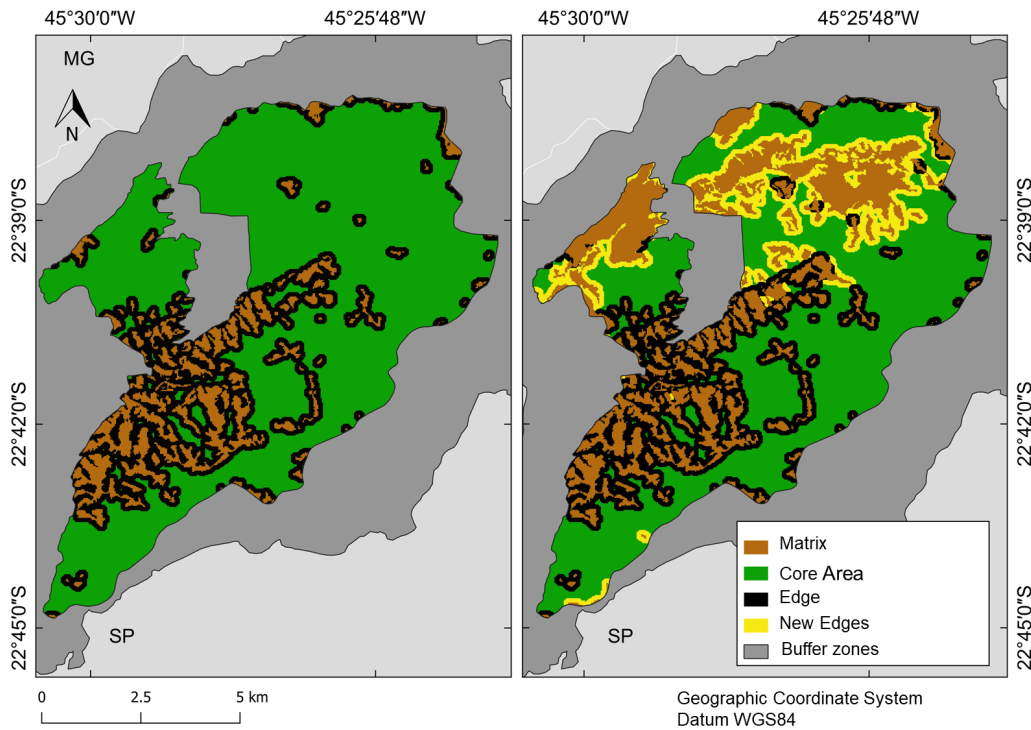 45°30'0"W 45°25'48"W 45°30'0"W 45°25'48"W
MG
N
22°39'0"S
22°42'0"S
22°45'0"S
22°39'0"S
22°42'0"S
22°45'0"S
SP
SP
Matrix
Core Area
Edge
New Edges
Buffer zones
0 2.5 5 km
Geographic Coordinate System
Datum WGS84